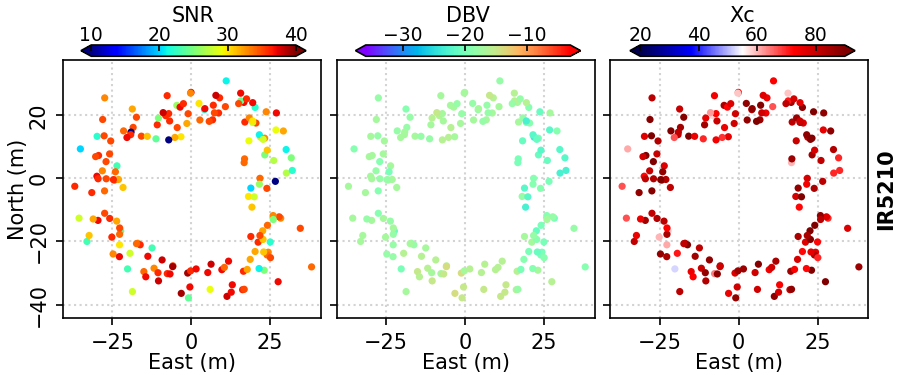 SNR DBV Xc
10 20 30 40 −30 −20 −10 20 40 60 80
20
0
−20
−40
North (m)
−25 0 25 −25 0 25 −25 0 25
East (m) East (m) East (m)
IR5210